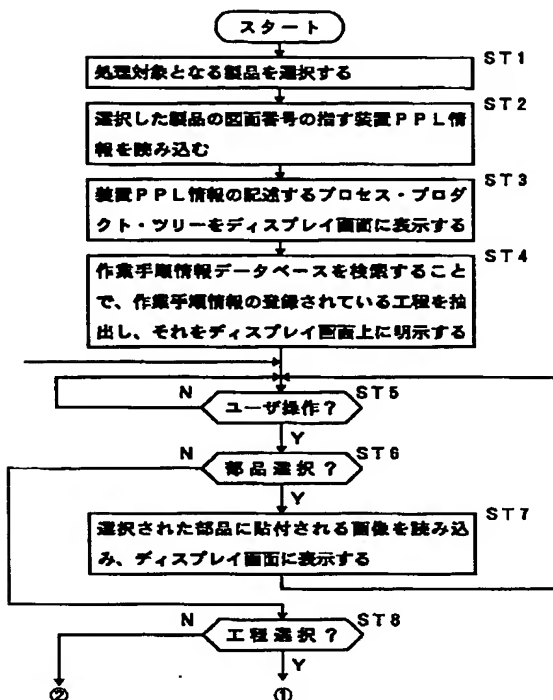 スタート
ST1
処理対象となる製品を選択する
ST2
選択した製品の図面番号の指す装置PPL情
報を読み込む
ST3
装置PPL情報の記述するプロセス・プロダ
クト・ツリーをディスプレイ画面に表示する
ST4
作業手順情報データベースを検索すること
で、作業手順情報の登録されている工程を抽
出し、それをディスプレイ画面上に明示する
N
ST5
ユーザ操作?
Y
N
ST6
部品選択?
Y
ST7
選択された部品に貼付される画像を読み込
み、ディスプレイ画面に表示する
N
ST8
工程選択?
Y
② ①